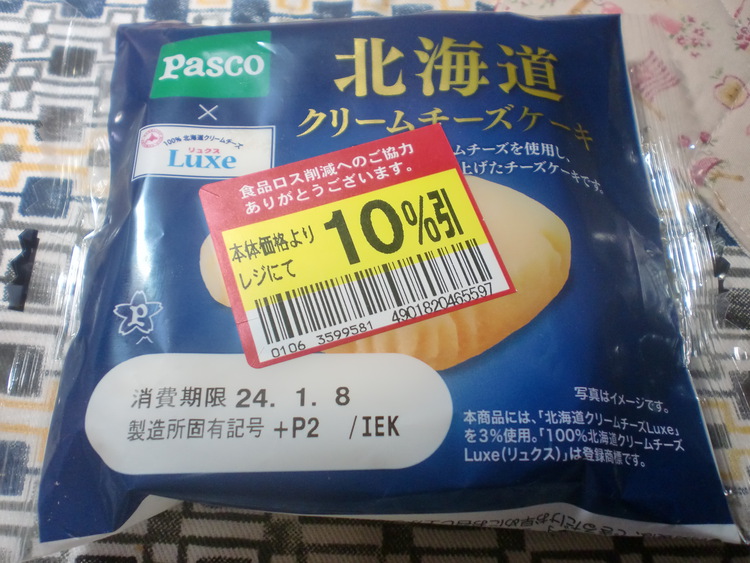 Pasco
×
100% 北海道クリームチーズ
リュクス
Luxe
北海道
クリームチーズケーキ
ムチーズを使用し、
上げたチーズケーキです。
食品ロス削減へのご協力
ありがとうございます。
本体価格より
レジにて
10%引
0106 3599581 4901820465597
P
消費期限 24. 1. 8
製造所固有記号 +P2 /IEK
写真はイメージです。
本商品には、「北海道クリームチーズLuxe」
を3%使用。「100%北海道クリームチーズ
Luxe(リュクス)」は登録商標です。